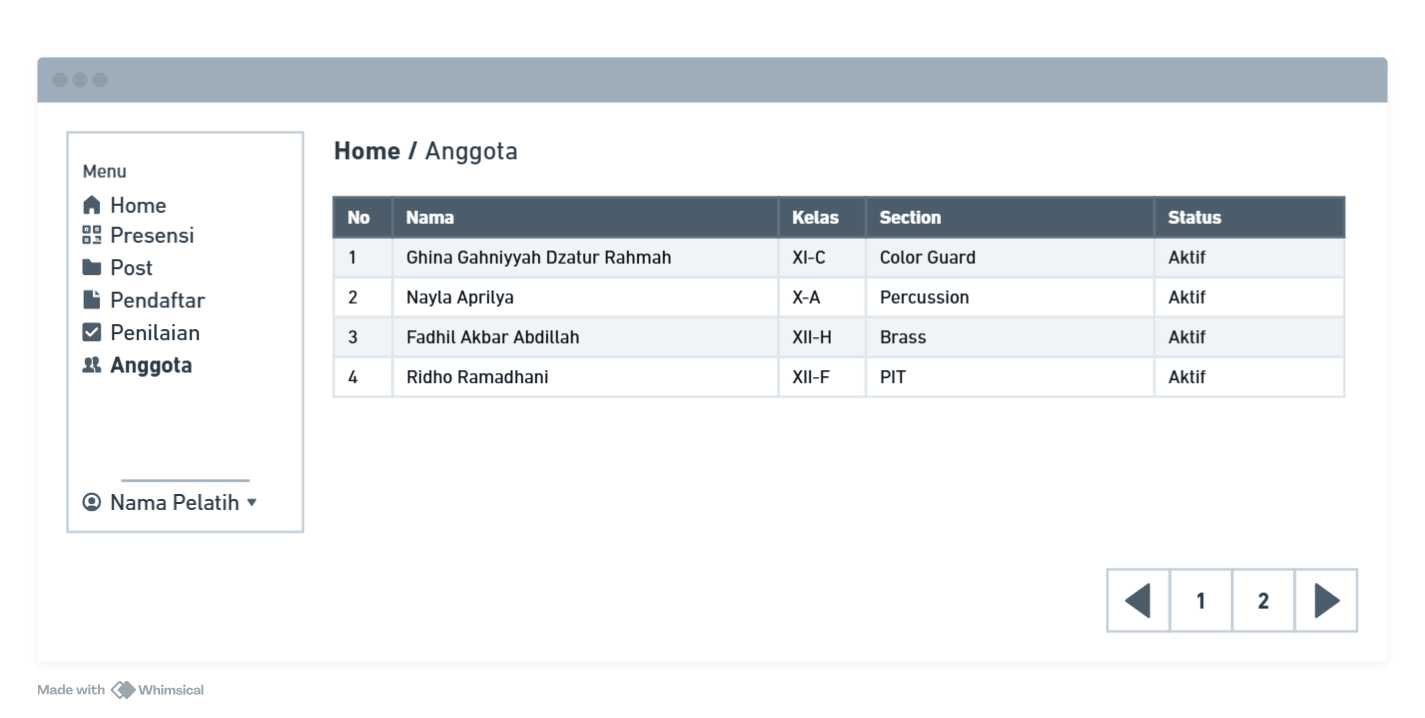 Menu
Home
Presensi
Post
Pendaftar
Penilaian
Anggota
Nama Pelatih
Home / Anggota
No Nama Kelas Section Status
1 Ghina Gahniyyah Dzatur Rahmah XI-C Color Guard Aktif
2 Nayla Aprilya X-A Percussion Aktif
3 Fadhil Akbar Abdillah XII-H Brass Aktif
4 Ridho Ramadhani XII-F PIT Aktif
1 2
Made with Whimsical